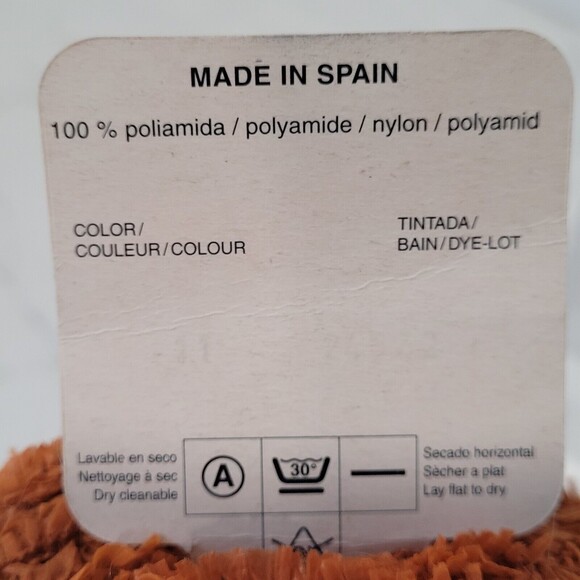 MADE IN SPAIN
100 % poliamida / polyamide / nylon / polyamid
COLOR/
COULEUR/COLOUR
TINTADA/
BAIN/DYE-LOT
Lavable en seco
Nettoyage à sec
Dry cleanable
A
30°
Secado horizontal
Sècher a plat
Lay flat to dry